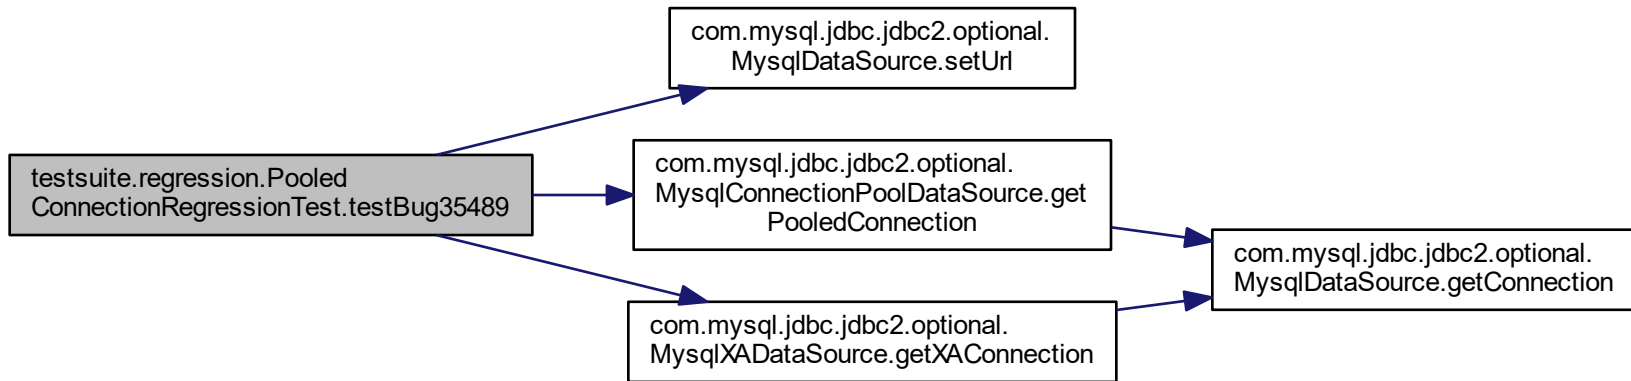 com.mysql.jdbc.jdbc2.optional.
MysqlDataSource.setUrl
testsuite.regression.Pooled
ConnectionRegressionTest.testBug35489
com.mysql.jdbc.jdbc2.optional.
MysqlConnectionPoolDataSource.get
PooledConnection
com.mysql.jdbc.jdbc2.optional.
MysqlDataSource.getConnection
com.mysql.jdbc.jdbc2.optional.
MysqlXADataSource.getXAConnection